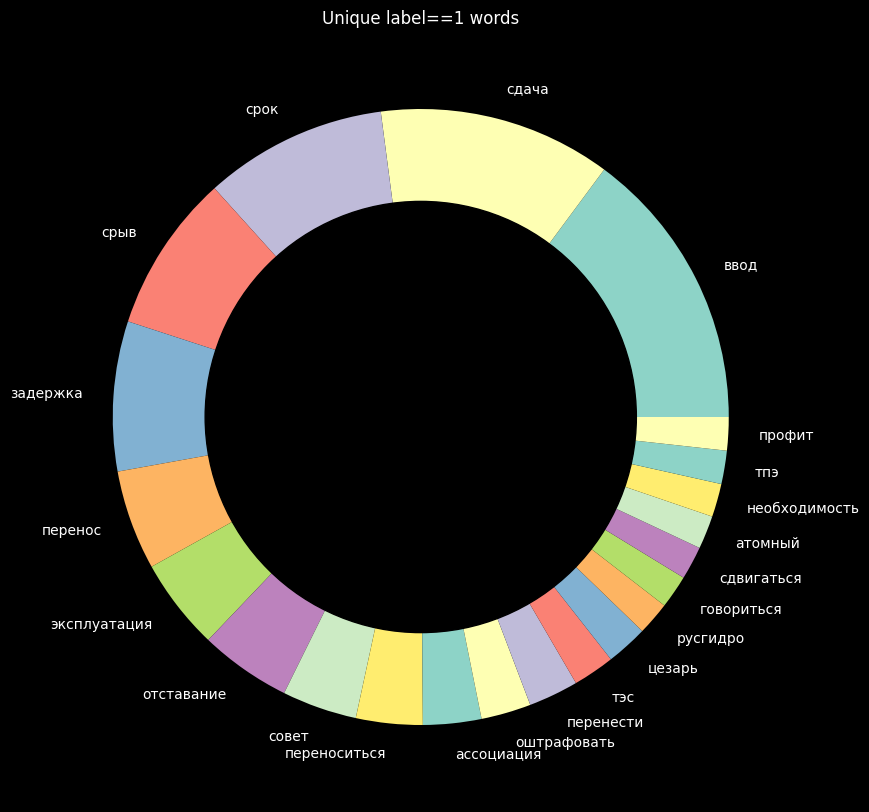 Unique label==1 words
сдача
срок
срыв
ввод
задержка
профит
тпэ
необходимость
перенос
атомный
сдвигаться
говориться
эксплуатация
русгидро
цезарь
отставание
тэс
перенести
совет
оштрафовать
переноситься
ассоциация